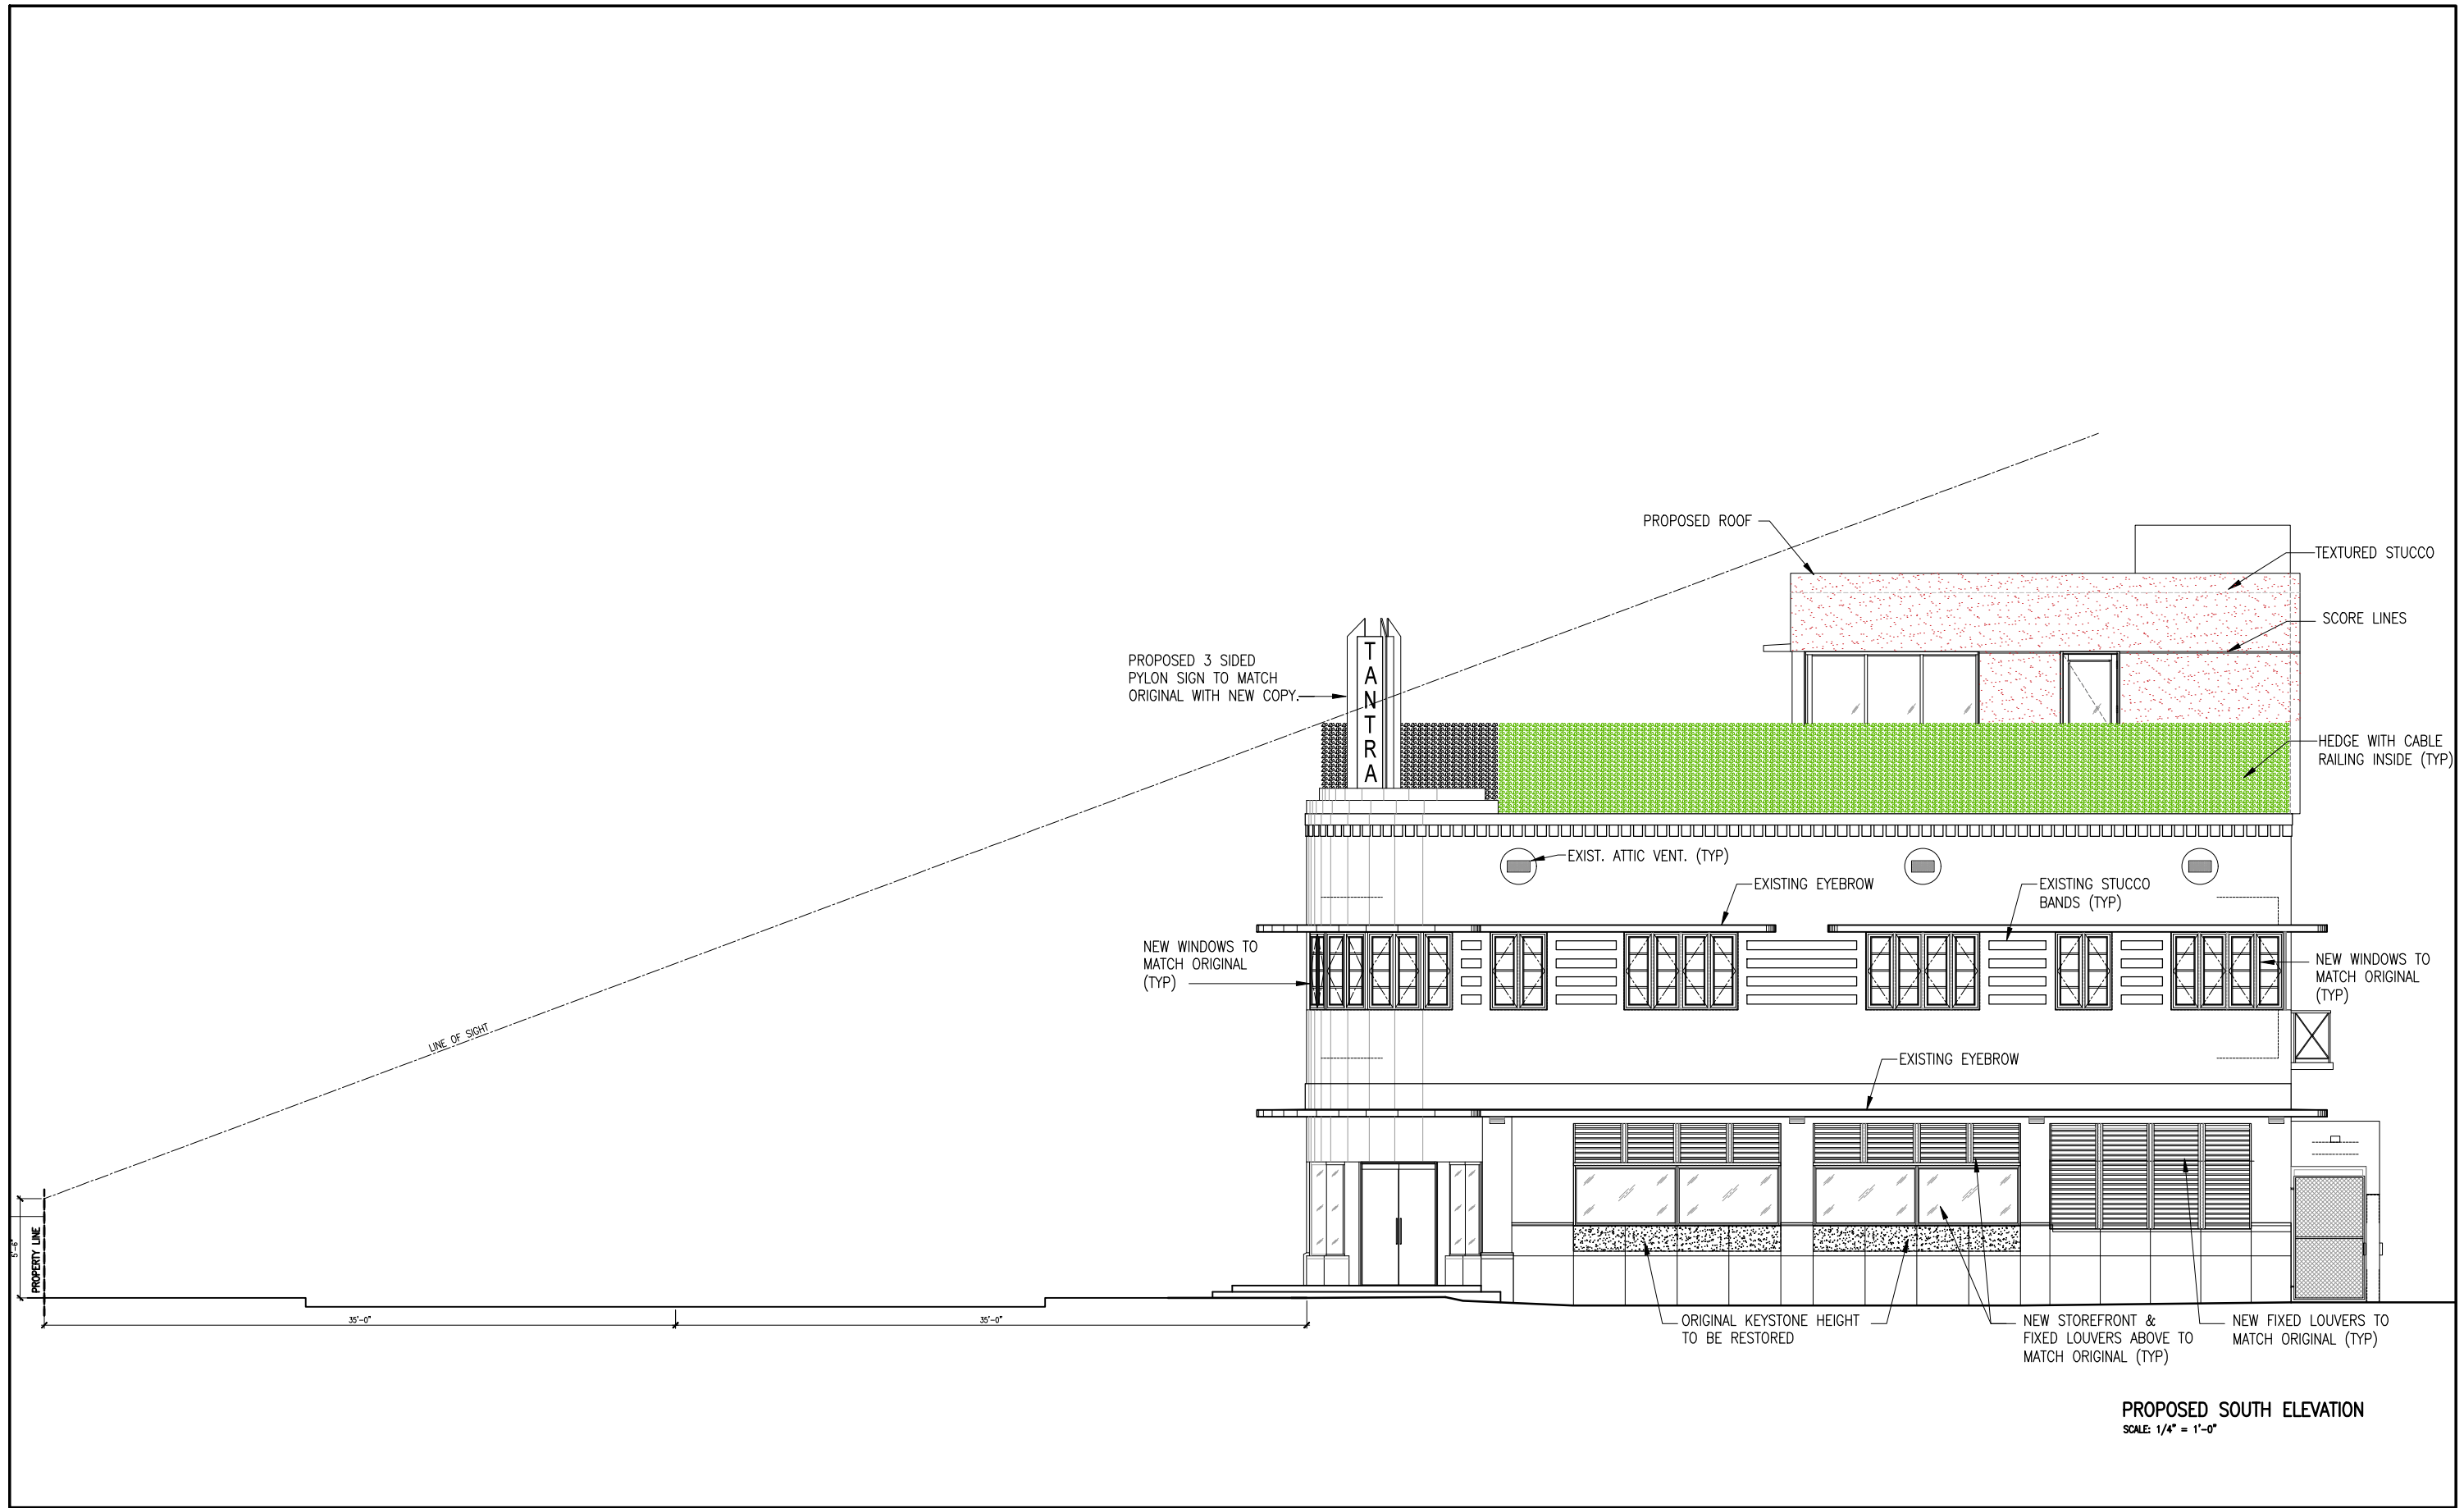 PROPOSED ROOF
TEXTURED STUCCO
SCORE LINES
PROPOSED 3 SIDED
PYLON SIGN TO MATCH
ORIGINAL WITH NEW COPY.
TANTRA
HEDGE WITH CABLE
RAILING INSIDE (TYP)
EXIST. ATTIC VENT. (TYP)
EXISTING EYEBROW
EXISTING STUCCO
BANDS (TYP)
NEW WINDOWS TO
MATCH ORIGINAL
(TYP)
NEW WINDOWS TO
MATCH ORIGINAL
(TYP)
LINE OF SIGHT
EXISTING EYEBROW
5'-6"
PROPERTY LINE
35'-0"
35'-0"
ORIGINAL KEYSTONE HEIGHT
TO BE RESTORED
NEW STOREFRONT &
FIXED LOUVERS ABOVE TO
MATCH ORIGINAL (TYP)
NEW FIXED LOUVERS TO
MATCH ORIGINAL (TYP)
PROPOSED SOUTH ELEVATION
SCALE: 1/4" = 1'-0"